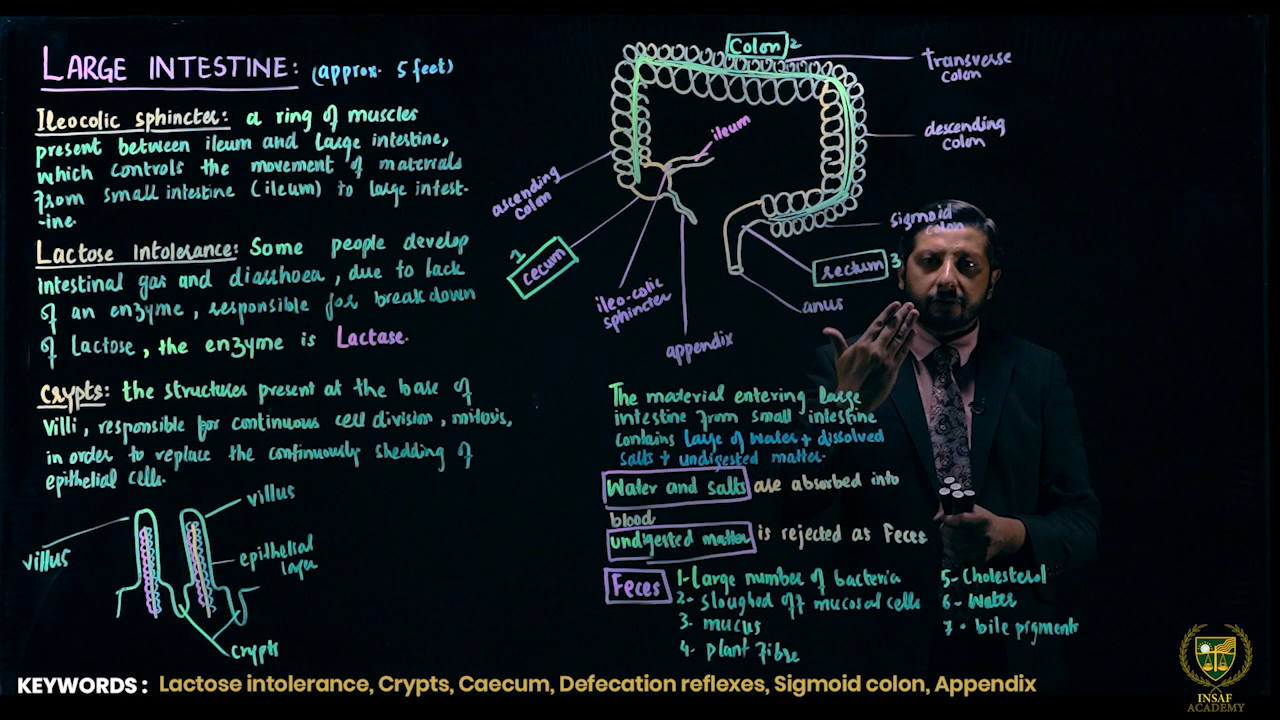 LARGE INTESTINE: (approx. 5 feet)
Ileocolic sphincter: a ring of muscles
present between ileum and large intestine,
which controls the movement of materials
from small intestine (ileum) to large intest-
-ine.
Lactose intolerance: Some people develop
intestinal gas and diarrhoea, due to lack
of an enzyme, responsible for breakdown
of Lactose, the enzyme is Lactase.
Crypts: the structures present at the base of
villi, responsible for continuous cell division, mitosis,
in order to replace the continuously shedding of
epithelial cells.
villus
villus
epithelial
layer
crypts
Colon 2
transverse
colon
descending
colon
ileum
ascending
colon
sigmoid
colon
1
cecum
rectum 3
ileo-colic
sphincter
anus
appendix
The material entering large
intestine from small intestine
contains large of water + dissolved
salts + undigested matter.
Water and salts are absorbed into
blood
undigested matter is rejected as Feces
Feces
1- Large number of bacteria
2- sloughed off mucosal cells
3- mucus
4- plant fibre
5- Cholesterol
6- Water
7- bile pigments
KEYWORDS : Lactose intolerance, Crypts, Caecum, Defecation reflexes, Sigmoid colon, Appendix
INSAF
ACADEMY